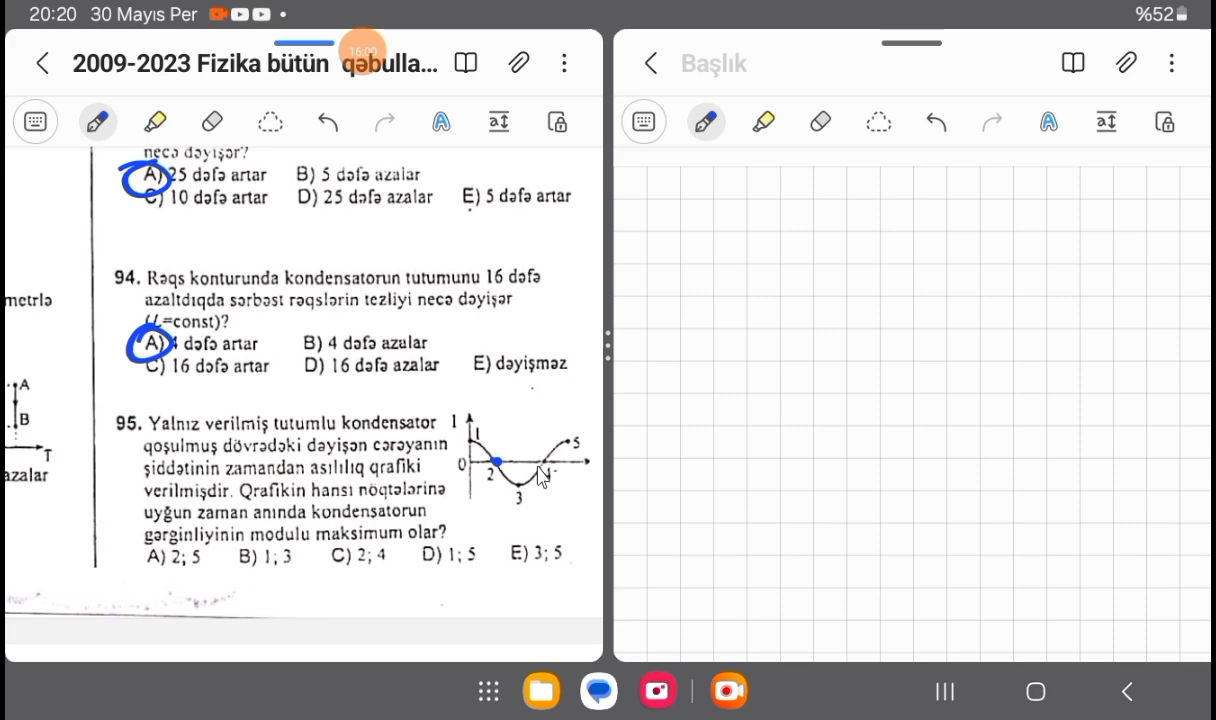 20:20 30 Mayıs Per
%52
16:00
2009-2023 Fizika bütün qəbulla...
Başlık
necə dəyişər?
A) 25 dəfə artar B) 5 dəfə azalar
C) 10 dəfə artar D) 25 dəfə azalar E) 5 dəfə artar
94. Rəqs konturunda kondensatorun tutumunu 16 dəfə
azaltdıqda sərbəst rəqslərin tezliyi necə dəyişər
(L=const)?
A) 4 dəfə artar B) 4 dəfə azalar
C) 16 dəfə artar D) 16 dəfə azalar E) dəyişməz
metrlə
A
B
T
azalar
95. Yalnız verilmiş tutumlu kondensator
qoşulmuş dövrədəki dəyişən cərəyanın
şiddətinin zamandan asılılıq qrafiki
verilmişdir. Qrafikin hansı nöqtələrinə
uyğun zaman anında kondensatorun
gərginliyinin modulu maksimum olar?
A) 2; 5 B) 1; 3 C) 2; 4 D) 1; 5 E) 3; 5
1
1
5
0
2
3